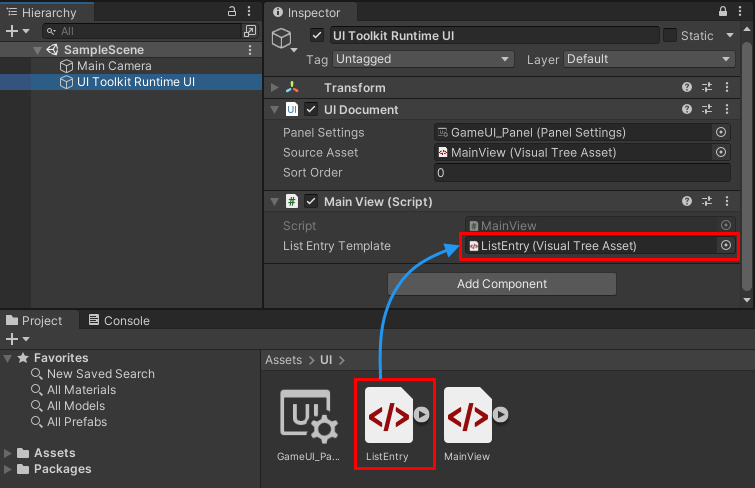 Hierarchy
All
SampleScene
Main Camera
UI Toolkit Runtime UI
Inspector
UI Toolkit Runtime UI
Static
Tag Untagged Layer Default
Transform
UI Document
Panel Settings GameUI_Panel (Panel Settings)
Source Asset MainView (Visual Tree Asset)
Sort Order 0
# Main View (Script)
Script # MainView
List Entry Template ListEntry (Visual Tree Asset)
Add Component
Project Console
Favorites
New Saved Search
All Materials
All Models
All Prefabs
Assets
Packages
Assets > UI >
UI </> </>
GameUI_Pa... ListEntry MainView